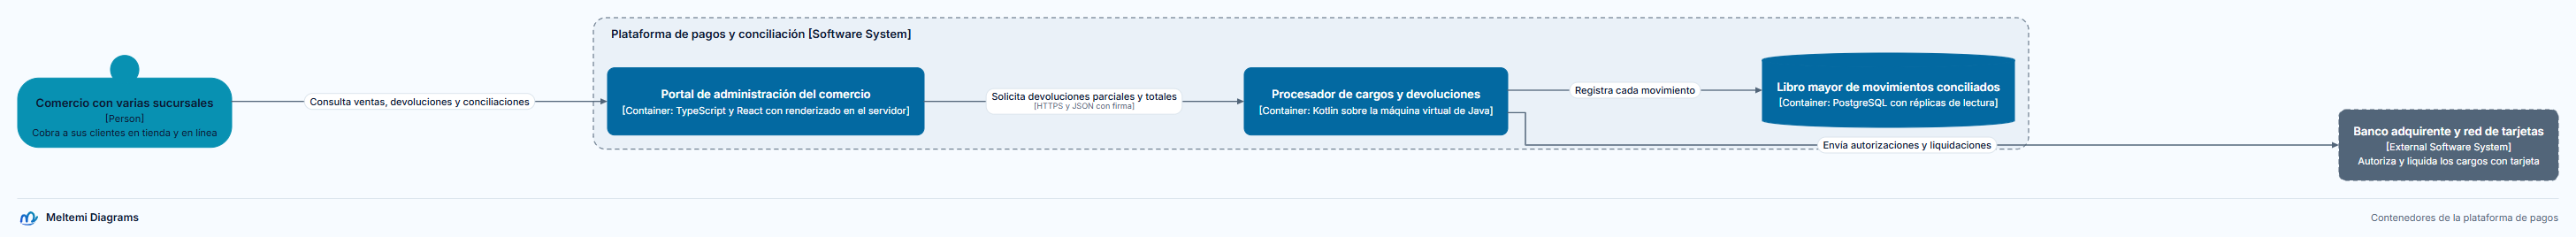 Plataforma de pagos y conciliación [Software System]
Comercio con varias sucursales
[Person]
Cobra a sus clientes en tienda y en línea
Consulta ventas, devoluciones y conciliaciones
Portal de administración del comercio
[Container: TypeScript y React con renderizado en el servidor]
Solicita devoluciones parciales y totales
[HTTPS y JSON con firma]
Procesador de cargos y devoluciones
[Container: Kotlin sobre la máquina virtual de Java]
Registra cada movimiento
Libro mayor de movimientos conciliados
[Container: PostgreSQL con réplicas de lectura]
Envía autorizaciones y liquidaciones
Banco adquirente y red de tarjetas
[External Software System]
Autoriza y liquida los cargos con tarjeta
Meltemi Diagrams
Contenedores de la plataforma de pagos